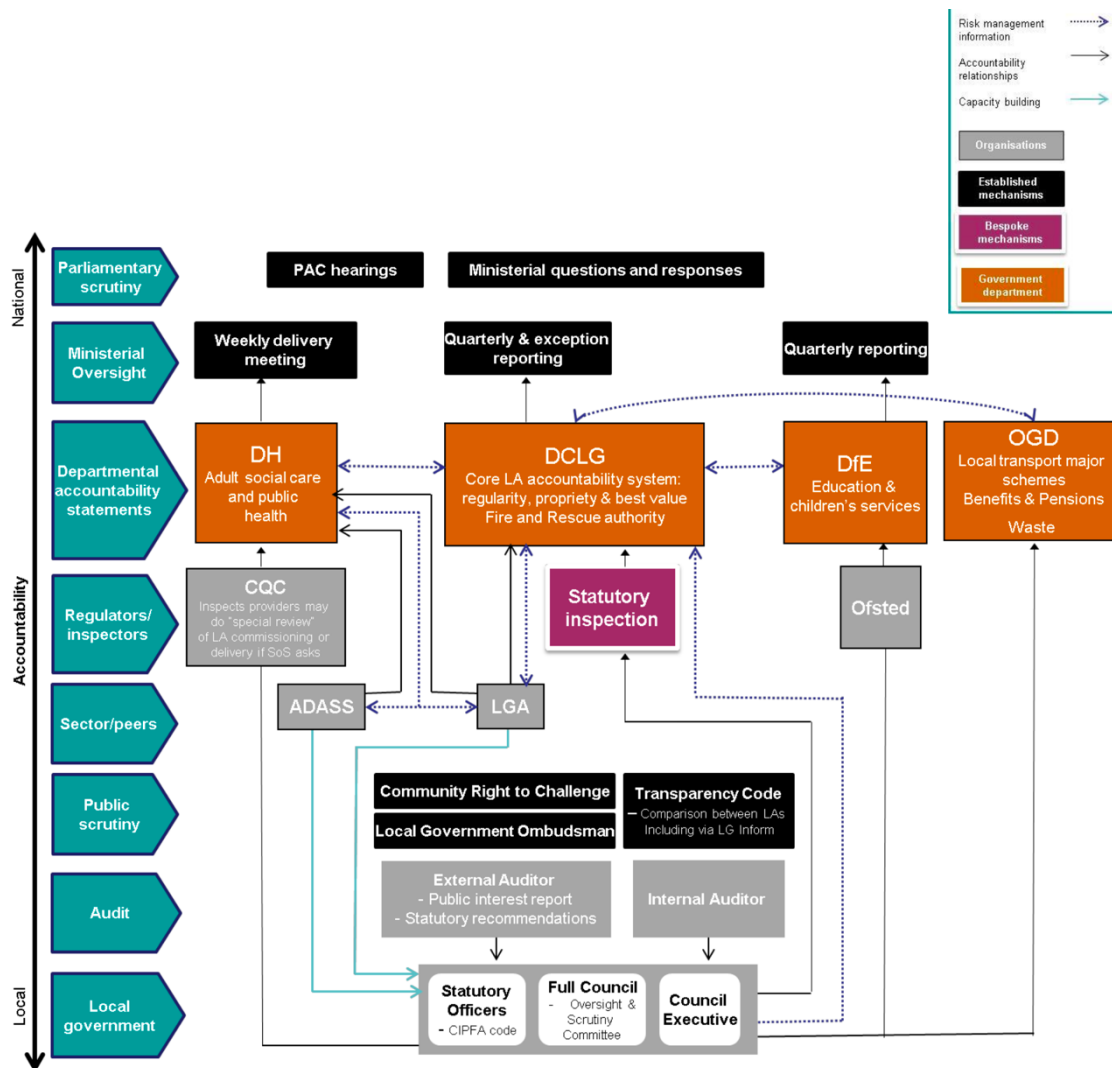 Risk management
information
Accountability
relationships
Capacity building
Organisations
Established
mechanisms
Bespoke
mechanisms
Government
department
National
Accountability
Local
Parliamentary
scrutiny
PAC hearings
Ministerial questions and responses
Ministerial
Oversight
Weekly delivery
meeting
Quarterly & exception
reporting
Quarterly reporting
Departmental
accountability
statements
DH
Adult social care
and public
health
DCLG
Core LA accountability system:
regularity, propriety & best value
Fire and Rescue authority
DfE
Education &
children's services
OGD
Local transport major
schemes
Benefits & Pensions
Waste
Regulators/
inspectors
CQC
Inspects providers may
do "special review"
of LA commissioning or
delivery if SoS asks
Statutory
inspection
Ofsted
Sector/peers
ADASS
LGA
Public
scrutiny
Community Right to Challenge
Local Government Ombudsman
Transparency Code
– Comparison between LAs
Including via LG Inform
Audit
External Auditor
- Public interest report
- Statutory recommendations
Internal Auditor
Local
government
Statutory
Officers
- CIPFA code
Full Council
- Oversight &
Scrutiny
Committee
Council
Executive